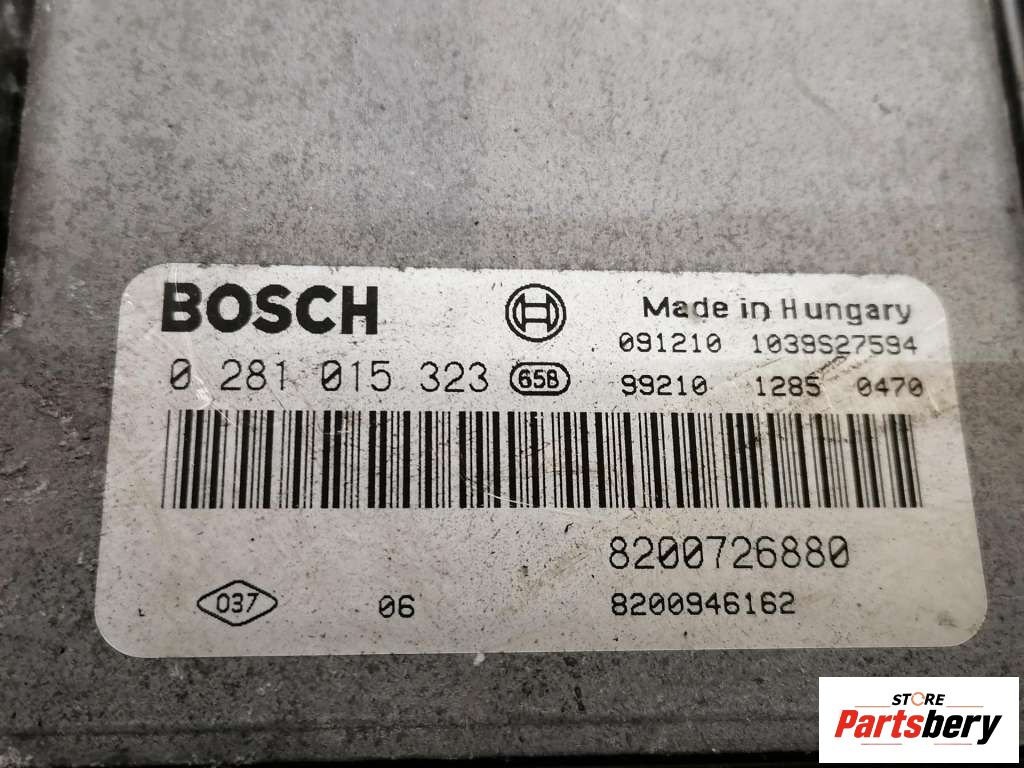 BOSCH
Made in Hungary
091210 1039S27594
0 281 015 323 65B
99210 1285 0470
8200726880
037 06 8200946162
STORE
Partsbery